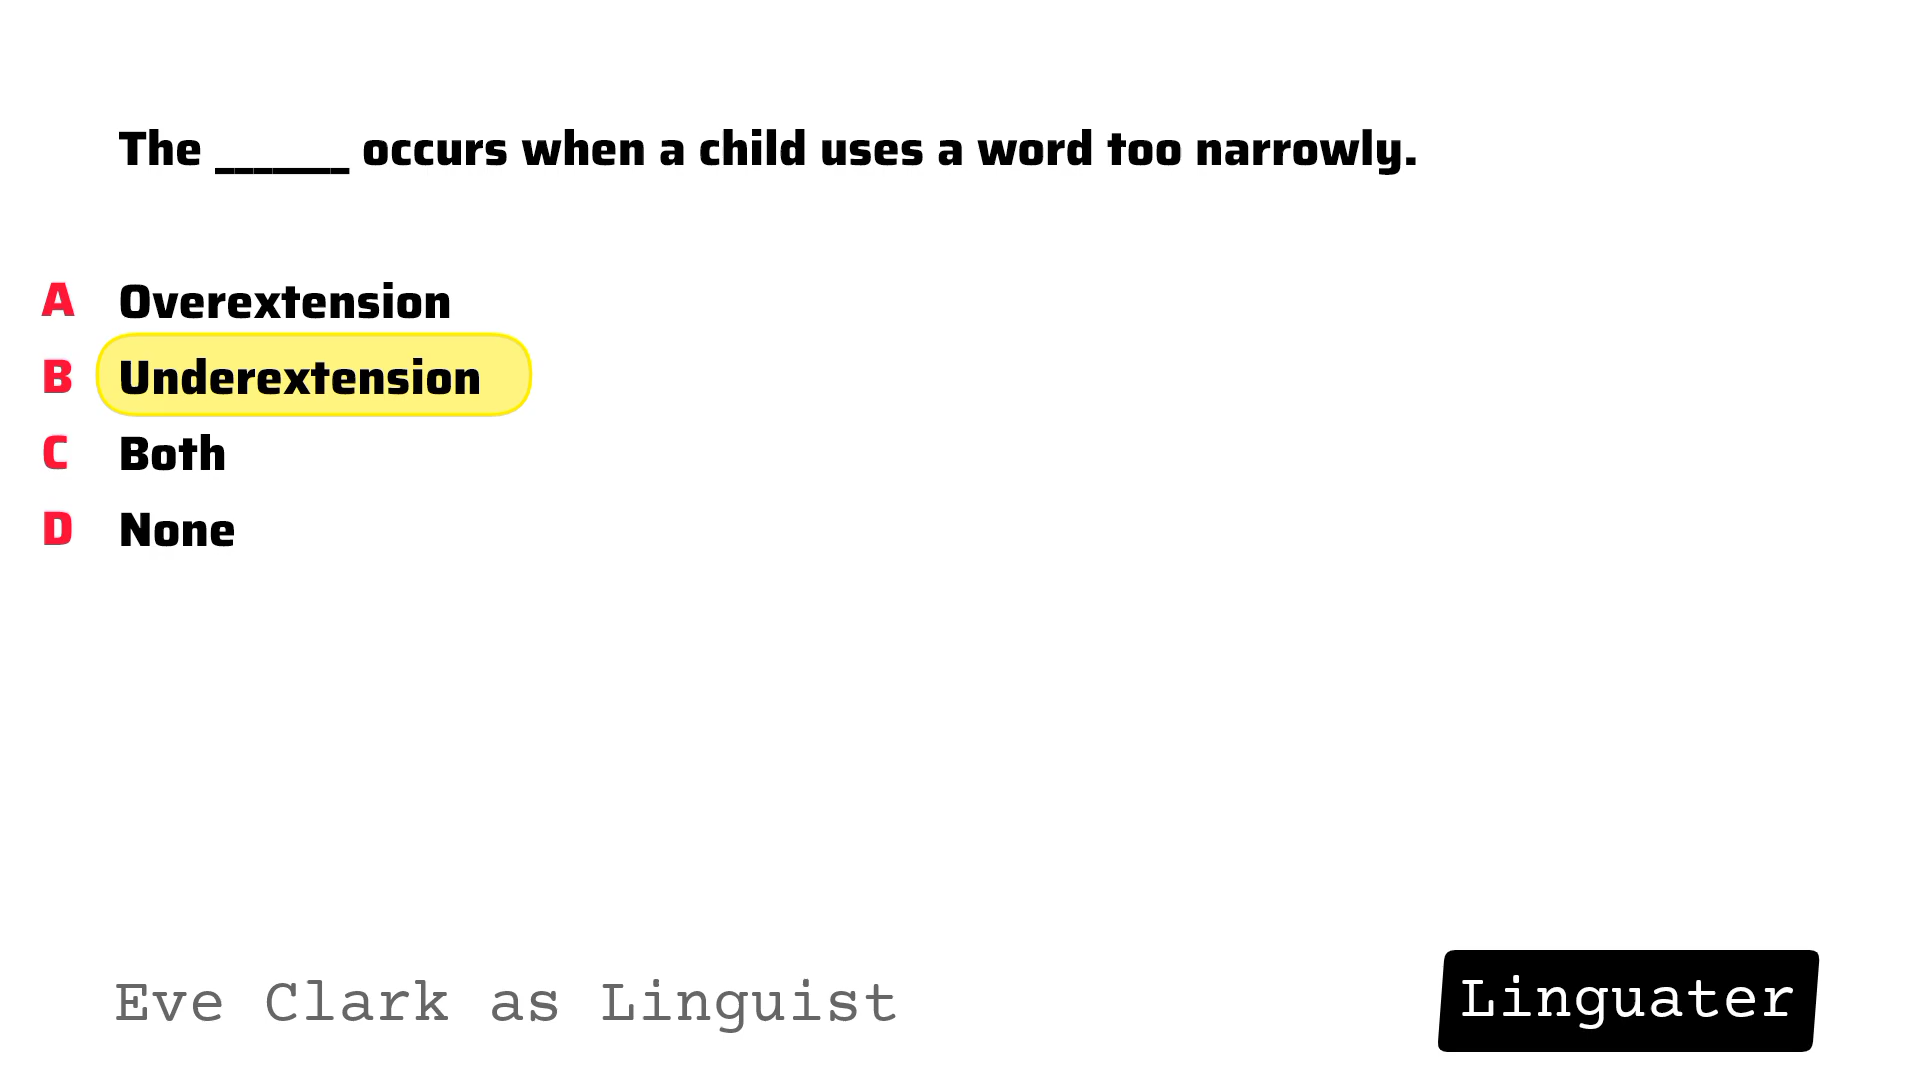 The ______ occurs when a child uses a word too narrowly.
A Overextension
B Underextension
C Both
D None
Eve Clark as Linguist
Linguater